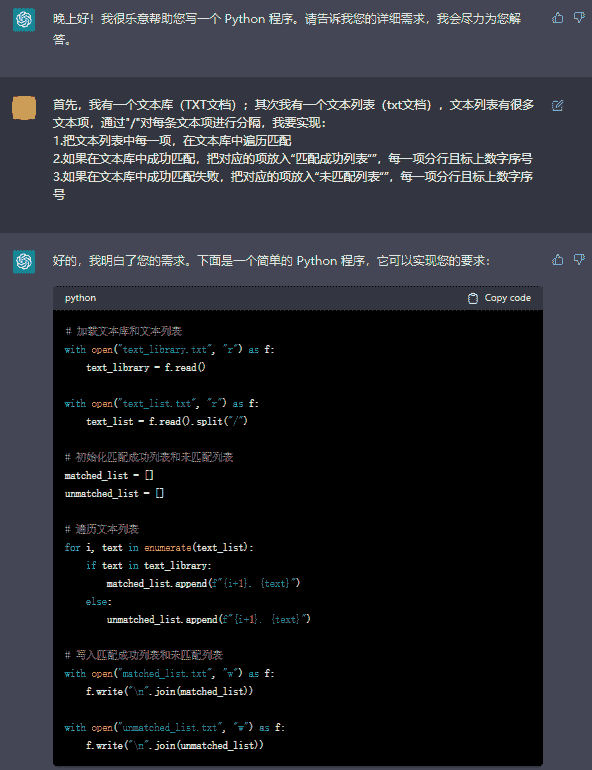 晚上好！我很乐意帮助您写一个 Python 程序。请告诉我您的详细需求，我会尽力为您解
答。
首先，我有一个文本库（TXT文档）；其次我有一个文本列表（txt文档），文本列表有很多
文本项，通过"/"对每条文本项进行分隔，我要实现：
1.把文本列表中每一项，在文本库中遍历匹配
2.如果在文本库中成功匹配，把对应的项放入“匹配成功列表“”，每一项分行且标上数字序号
3.如果在文本库中成功匹配失败，把对应的项放入“未匹配列表“”，每一项分行且标上数字序
号
好的，我明白了您的需求。下面是一个简单的 Python 程序，它可以实现您的要求：
python Copy code
# 加载文本库和文本列表
with open("text_library.txt", "r") as f:
    text_library = f.read()
with open("text_list.txt", "r") as f:
    text_list = f.read().split("/")
# 初始化匹配成功列表和未匹配列表
matched_list = []
unmatched_list = []
# 遍历文本列表
for i, text in enumerate(text_list):
    if text in text_library:
        matched_list.append(f"{i+1}. {text}")
    else:
        unmatched_list.append(f"{i+1}. {text}")
# 写入匹配成功列表和未匹配列表
with open("matched_list.txt", "w") as f:
    f.write("\n".join(matched_list))
with open("unmatched_list.txt", "w") as f:
    f.write("\n".join(unmatched_list))